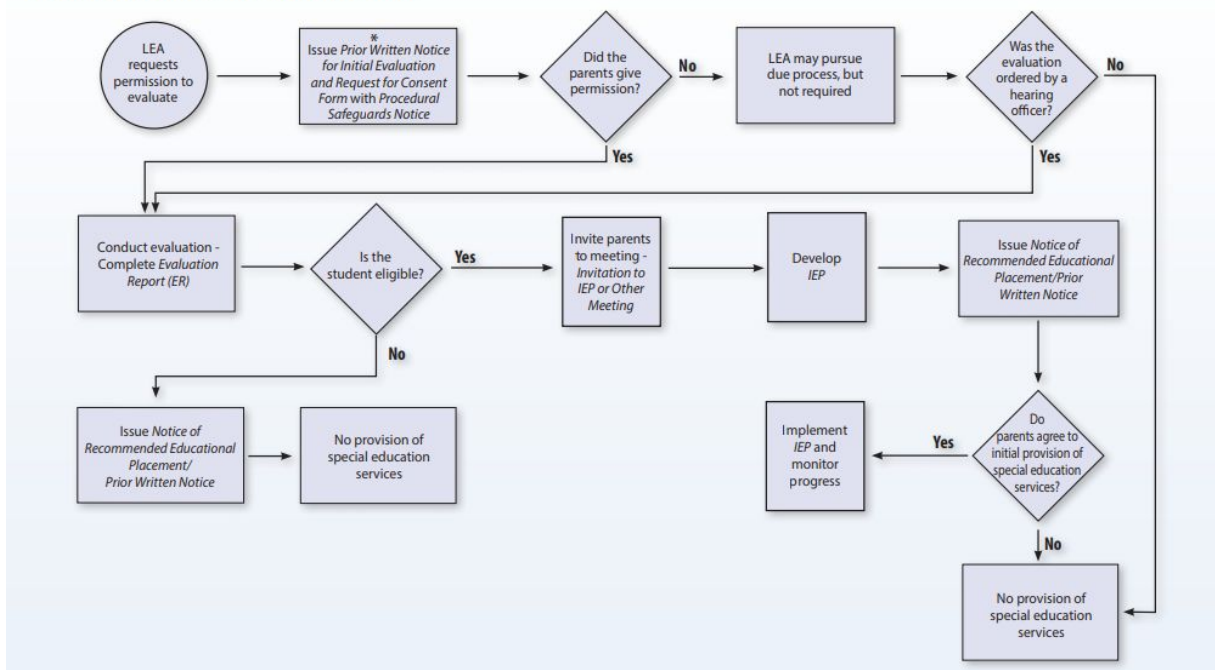 LEA
requests
permission to
evaluate
*
Issue Prior Written Notice
for Initial Evaluation
and Request for Consent
Form with Procedural
Safeguards Notice
Did the
parents give
permission?
No
LEA may pursue
due process, but
not required
Was the
evaluation
ordered by a
hearing
officer?
No
Yes
Yes
Conduct evaluation -
Complete Evaluation
Report (ER)
Is the
student eligible?
Yes
Invite parents
to meeting -
Invitation to
IEP or Other
Meeting
Develop
IEP
Issue Notice of
Recommended Educational
Placement/Prior
Written Notice
No
Issue Notice of
Recommended Educational
Placement/
Prior Written Notice
No provision of
special education
services
Implement
IEP and
monitor
progress
Yes
Do
parents agree to
initial provision of
special education
services?
No
No provision of
special education
services